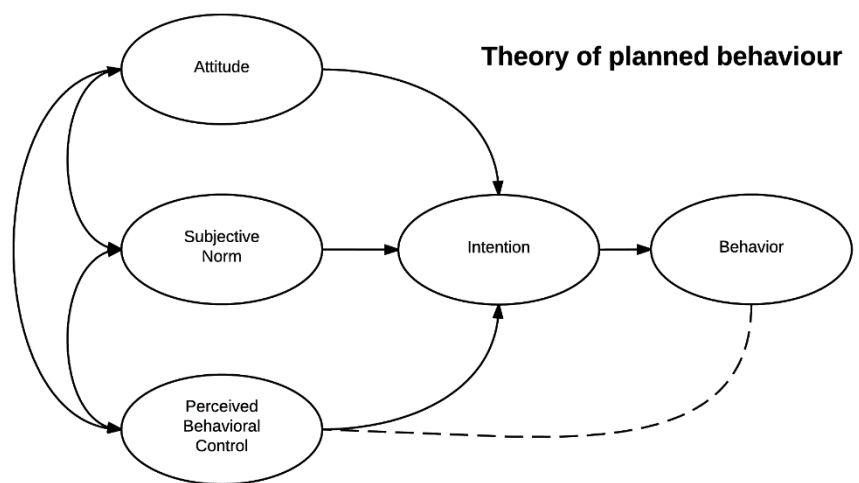 Theory of planned behaviour
Attitude
Subjective
Norm
Intention
Behavior
Perceived
Behavioral
Control